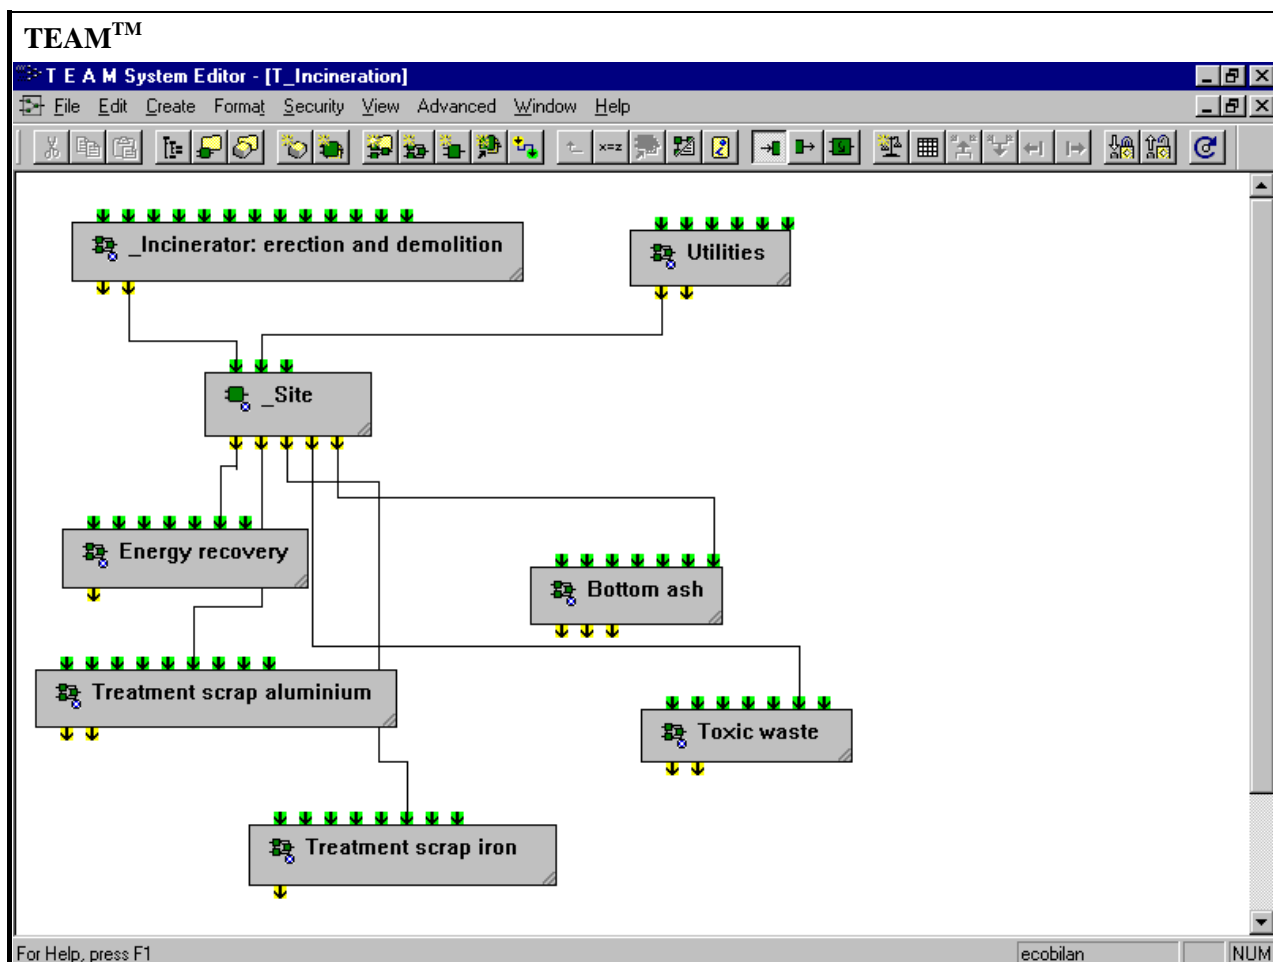 TEAM™
T E A M System Editor - [T_Incineration]
File Edit Create Format Security View Advanced Window Help
x=z
_Incinerator: erection and demolition
Utilities
_Site
Energy recovery
Bottom ash
Treatment scrap aluminium
Toxic waste
Treatment scrap iron
For Help, press F1 ecobilan NUM